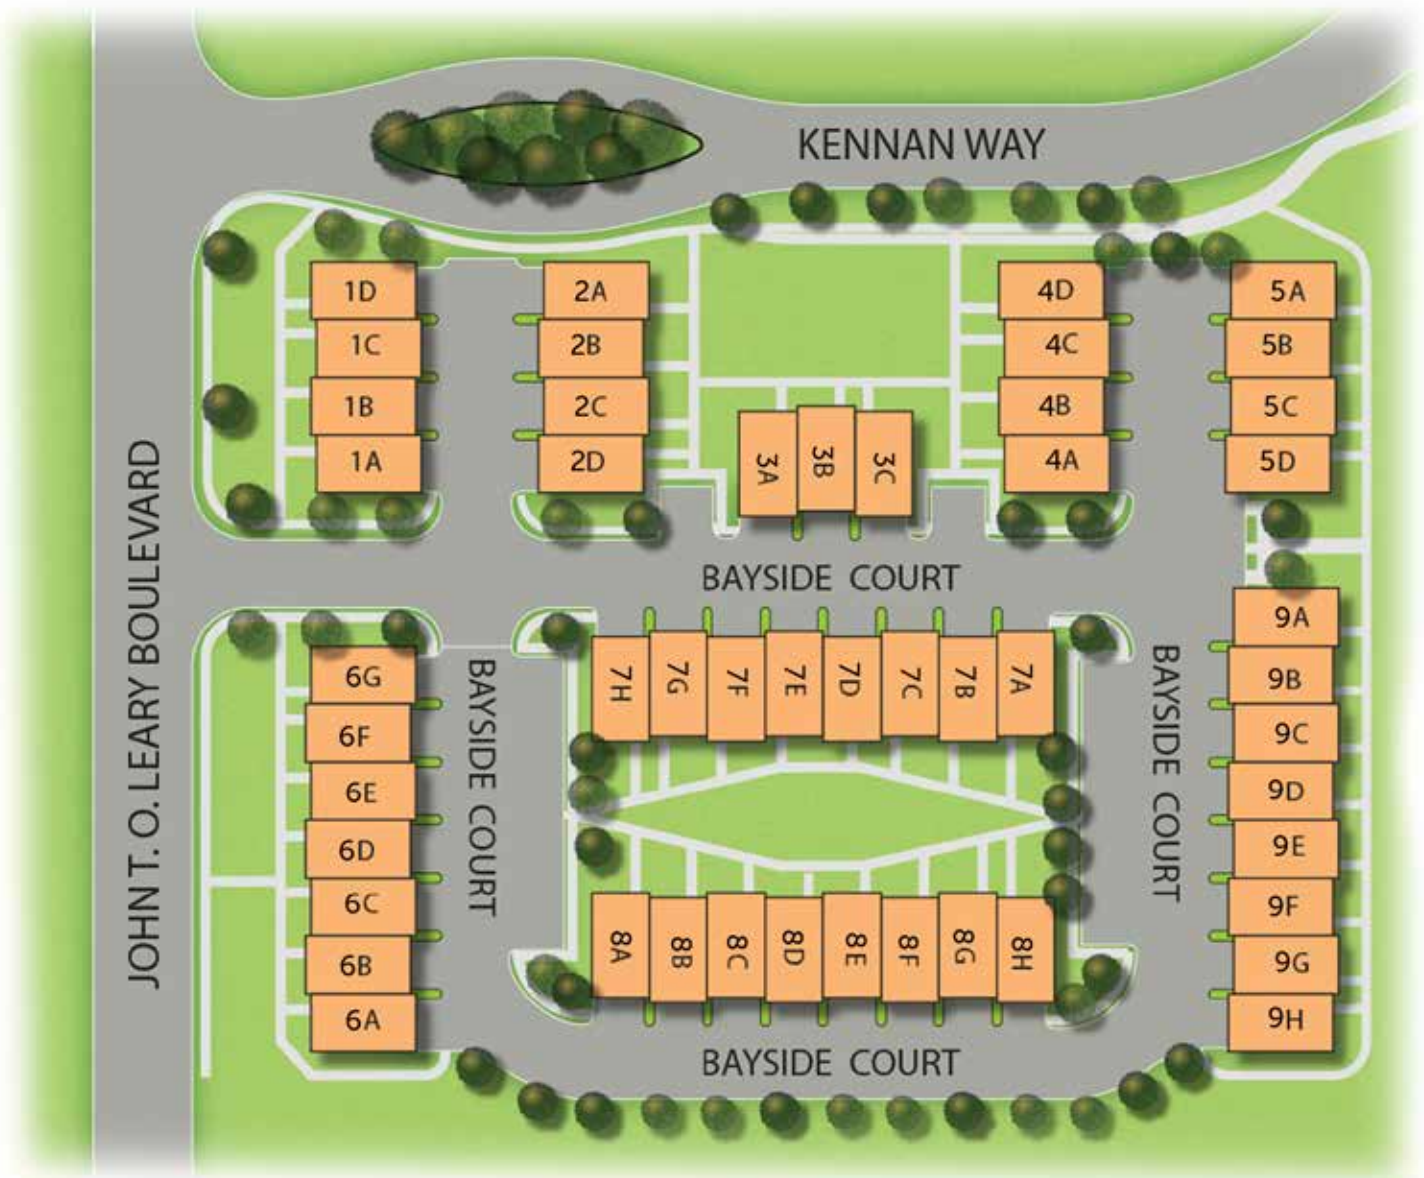 KENNAN WAY
1D
2A
4D
5A
1C
2B
4C
5B
1B
2C
4B
5C
1A
2D
3A
3B
3C
4A
5D
JOHN T. O. LEARY BOULEVARD
BAYSIDE COURT
9A
6G
7H
7G
7F
7E
7D
7C
7B
7A
9B
6F
9C
6E
9D
BAYSIDE COURT
BAYSIDE COURT
6D
9E
6C
9F
6B
8A
8B
8C
8D
8E
8F
8G
8H
9G
6A
9H
BAYSIDE COURT